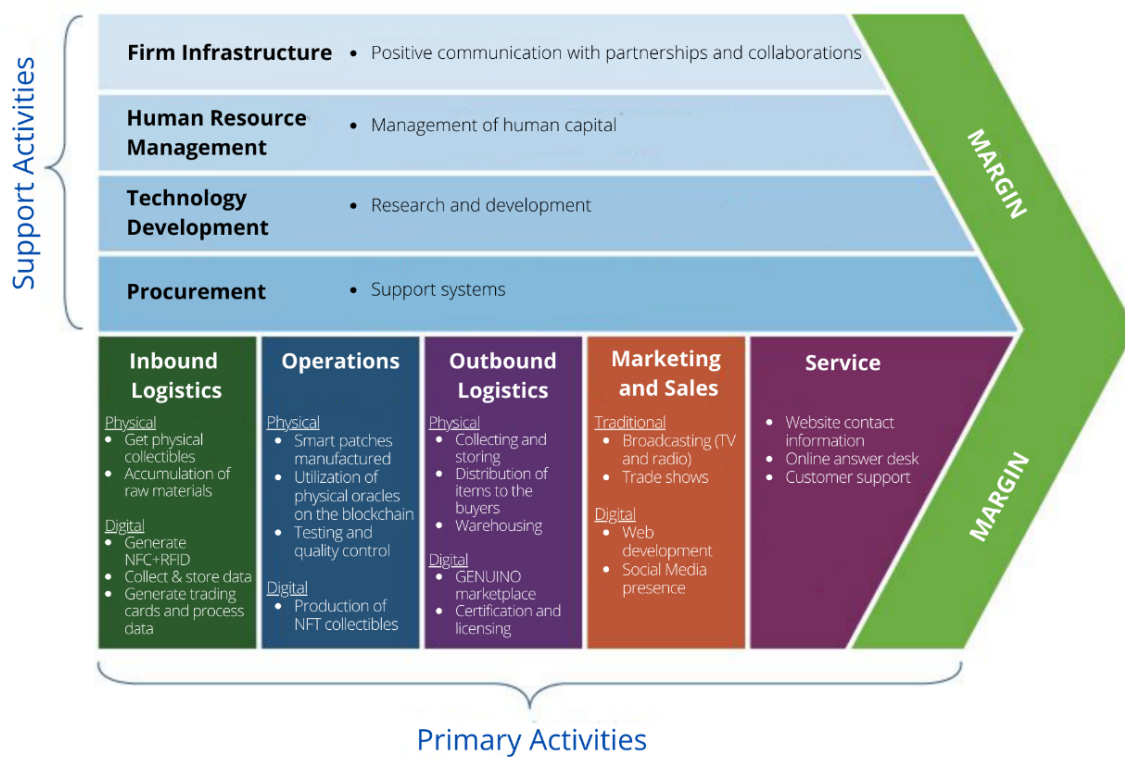 Support Activities
Firm Infrastructure
• Positive communication with partnerships and collaborations
Human Resource
Management
• Management of human capital
Technology
Development
• Research and development
Procurement
• Support systems
MARGIN
MARGIN
Inbound
Logistics
Physical
• Get physical
collectibles
• Accumulation of
raw materials
Digital
• Generate
NFC+RFID
• Collect & store data
• Generate trading
cards and process
data
Operations
Physical
• Smart patches
manufactured
• Utilization of
physical oracles
on the blockchain
• Testing and
quality control
Digital
• Production of
NFT collectibles
Outbound
Logistics
Physical
• Collecting and
storing
• Distribution of
items to the
buyers
• Warehousing
Digital
• GENUINO
marketplace
• Certification and
licensing
Marketing
and Sales
Traditional
• Broadcasting (TV
and radio)
• Trade shows
Digital
• Web
development
• Social Media
presence
Service
• Website contact
information
• Online answer desk
• Customer support
Primary Activities